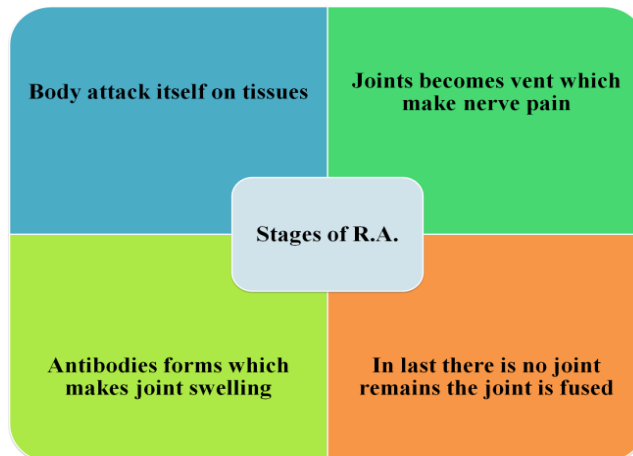 Body attack itself on tissues
Joints becomes vent which
make nerve pain
Stages of R.A.
Antibodies forms which
makes joint swelling
In last there is no joint
remains the joint is fused